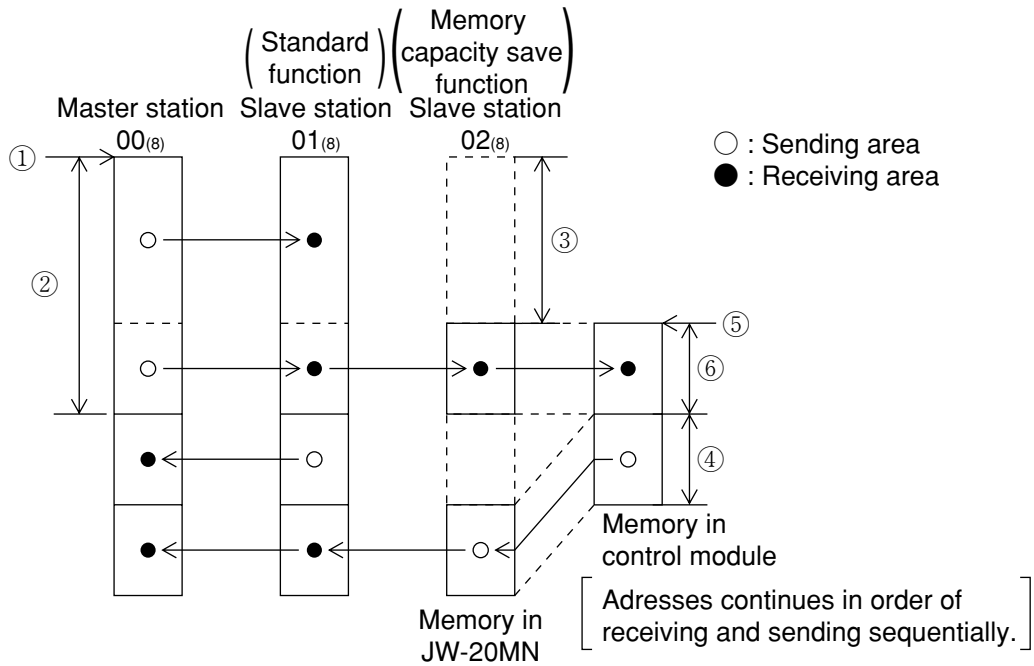 (Standard function)
(Memory capacity save function)
Master station
Slave station
Slave station
00(8)
01(8)
02(8)
○ : Sending area
● : Receiving area
①
②
③
⑤
⑥
④
Memory in
control module
[Adresses continues in order of
receiving and sending sequentially.]
Memory in
JW-20MN